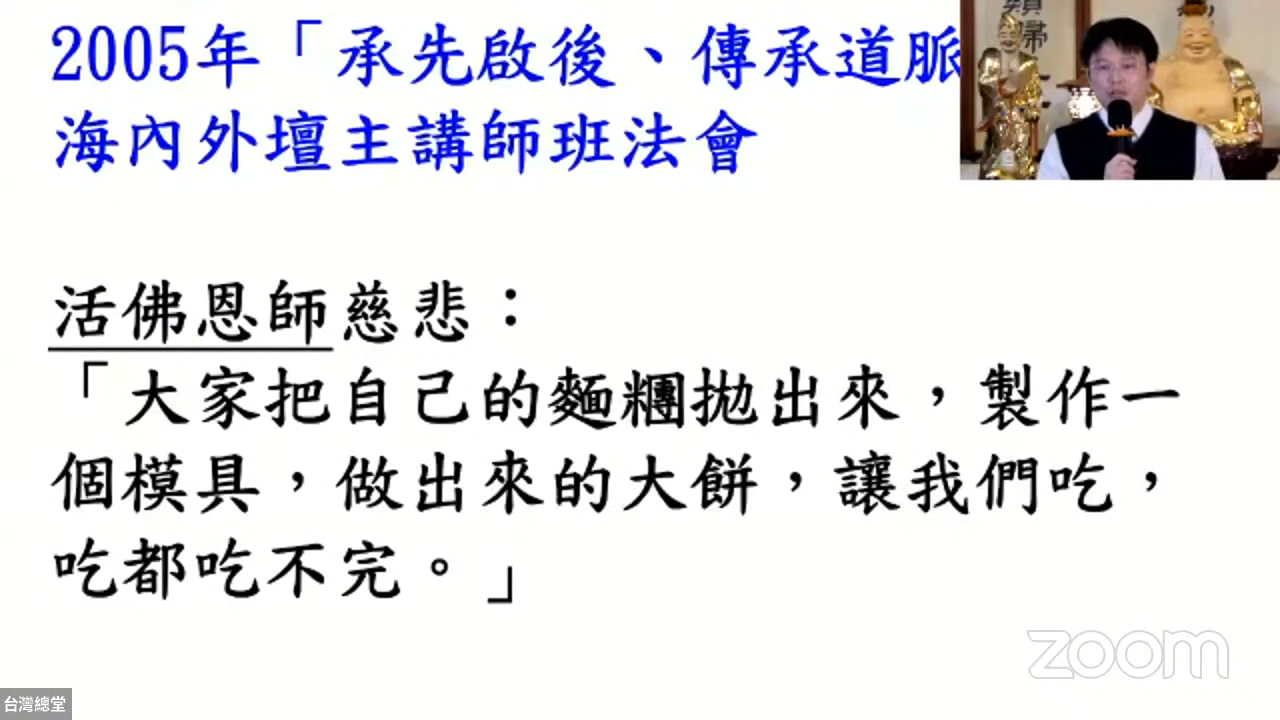 2005年「承先啟後、傳承道脈
海內外壇主講師班法會
活佛恩師慈悲：
「大家把自己的麵糰拋出來，製作一
個模具，做出來的大餅，讓我們吃，
吃都吃不完。」
zoom
台灣總堂